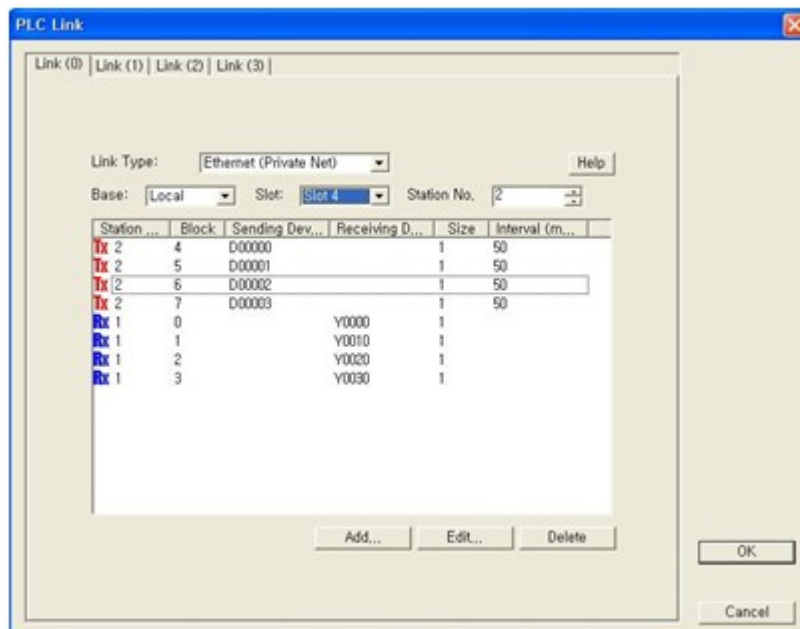 PLC Link
Link (0) Link (1) Link (2) Link (3)
Link Type: Ethernet (Private Net) Help
Base: Local Slot: Slot 4 Station No, 2
Station ... Block Sending Dev... Receiving D... Size Interval (m...
Tx 2 4 D00000 1 50
Tx 2 5 D00001 1 50
Tx 2 6 D00002 1 50
Tx 2 7 D00003 1 50
Rx 1 0 Y0000 1
Rx 1 1 Y0010 1
Rx 1 2 Y0020 1
Rx 1 3 Y0030 1
Add... Edit... Delete
OK
Cancel